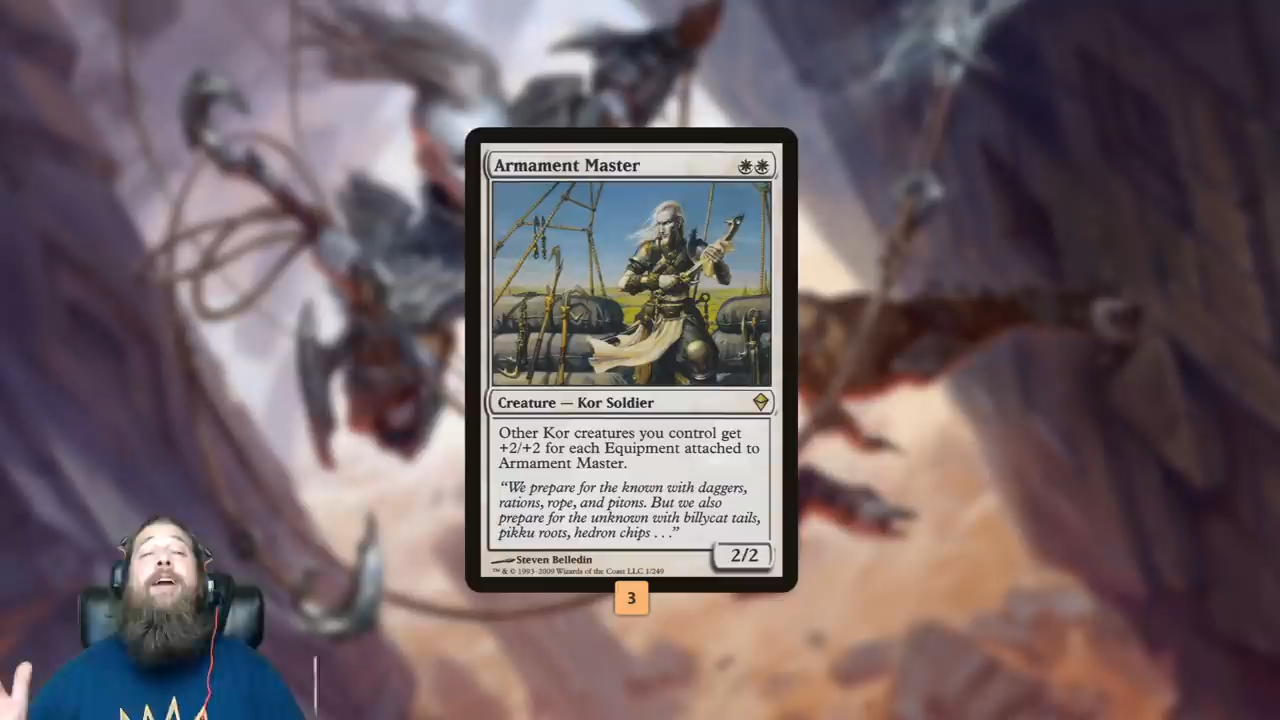 Armament Master
Creature — Kor Soldier
Other Kor creatures you control get
+2/+2 for each Equipment attached to
Armament Master.
“We prepare for the known with daggers,
rations, rope, and pitons. But we also
prepare for the unknown with billycat tails,
pikku roots, hedron chips . . .”
2/2
Steven Belledin
™ & © 1993–2009 Wizards of the Coast LLC 1/249
3